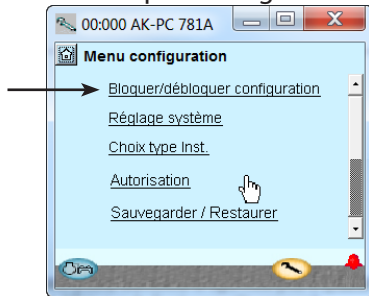 00:000 AK-PC 781A
Menu configuration
Bloquer/débloquer configuration
Réglage système
Choix type Inst.
Autorisation
Sauvegarder / Restaurer